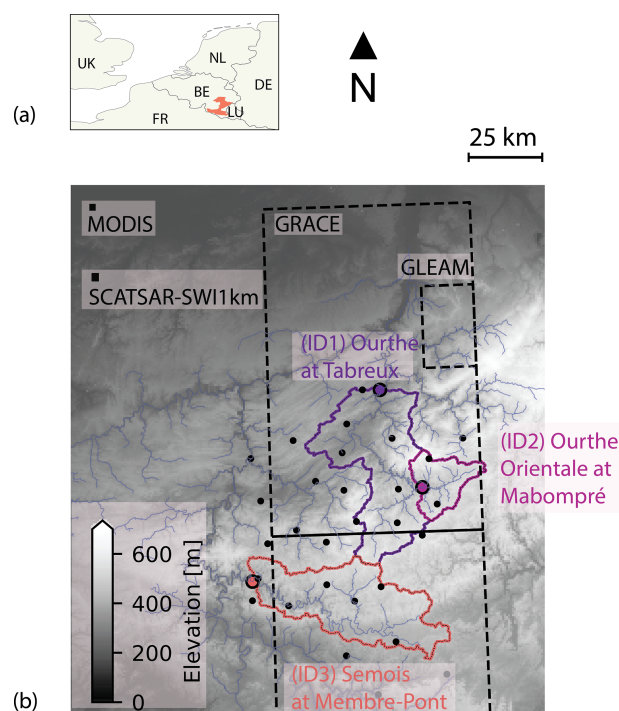 (a)
UK
NL
DE
BE
LU
FR
N
25 km
MODIS
GRACE
GLEAM
SCATSAR-SWI1km
(ID1) Ourthe
at Tabreux
(ID2) Ourthe
Orientale at
Mabompré
600
400
200
0
Elevation [m]
(ID3) Semois
at Membre-Pont
(b)